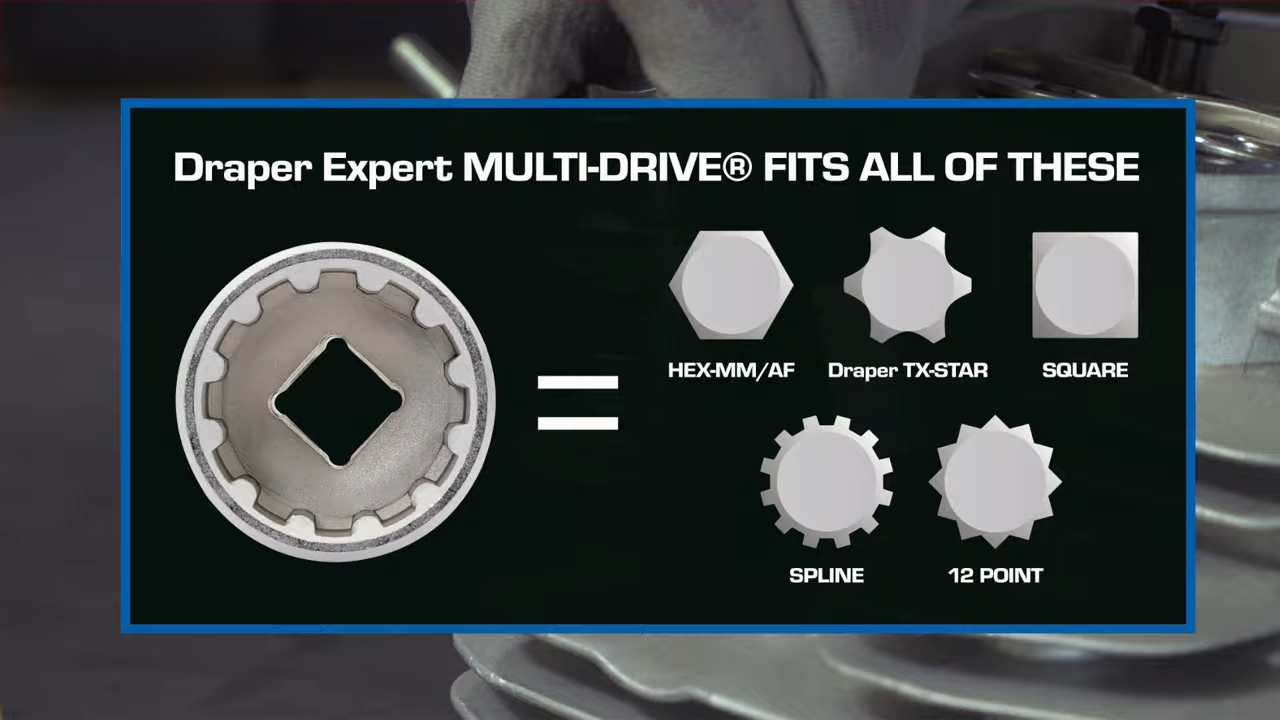 Draper Expert MULTI-DRIVE® FITS ALL OF THESE
HEX-MM/AF
Draper TX-STAR
SQUARE
SPLINE
12 POINT